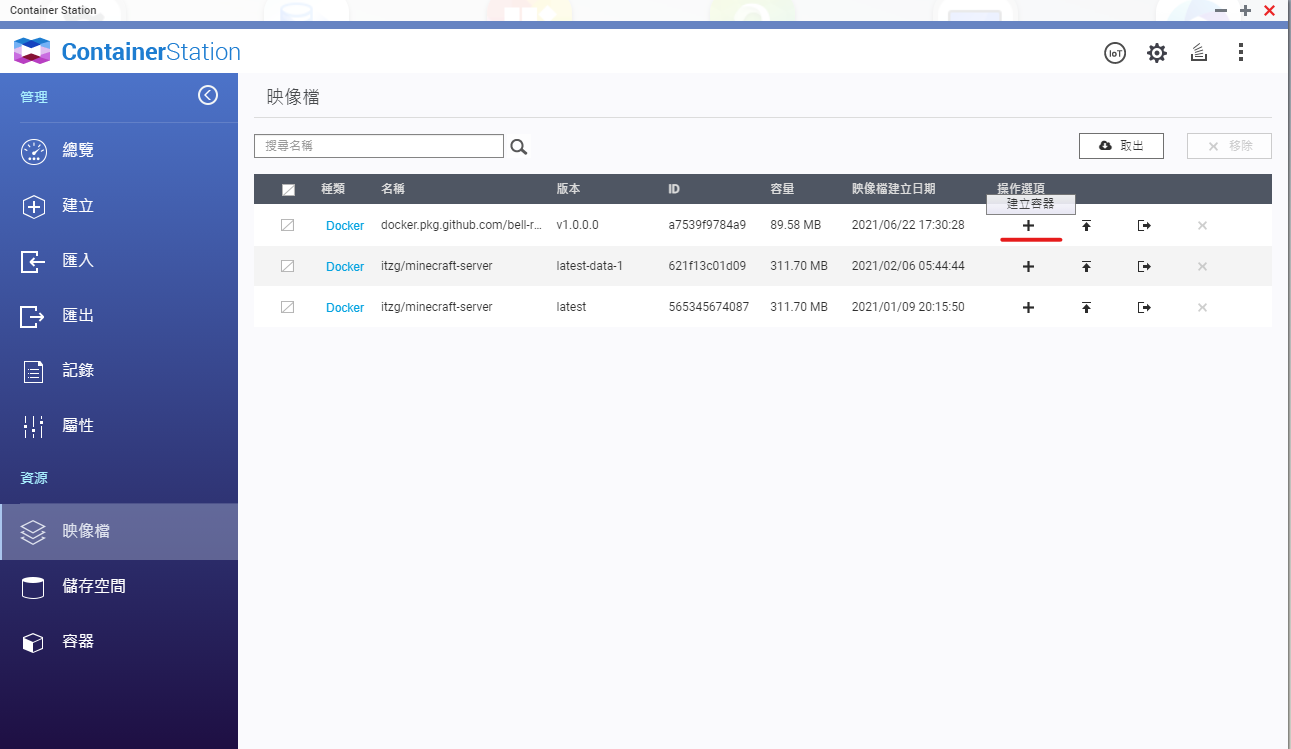 Container Station
ContainerStation
IoT
管理
總覽
建立
匯入
匯出
記錄
屬性
資源
映像檔
儲存空間
容器
映像檔
搜尋名稱
取出
移除
種類 名稱 版本 ID 容量 映像檔建立日期 操作選項
建立容器
Docker docker.pkg.github.com/bell-r... v1.0.0.0 a7539f9784a9 89.58 MB 2021/06/22 17:30:28
Docker itzg/minecraft-server latest-data-1 621f13c01d09 311.70 MB 2021/02/06 05:44:44
Docker itzg/minecraft-server latest 565345674087 311.70 MB 2021/01/09 20:15:50